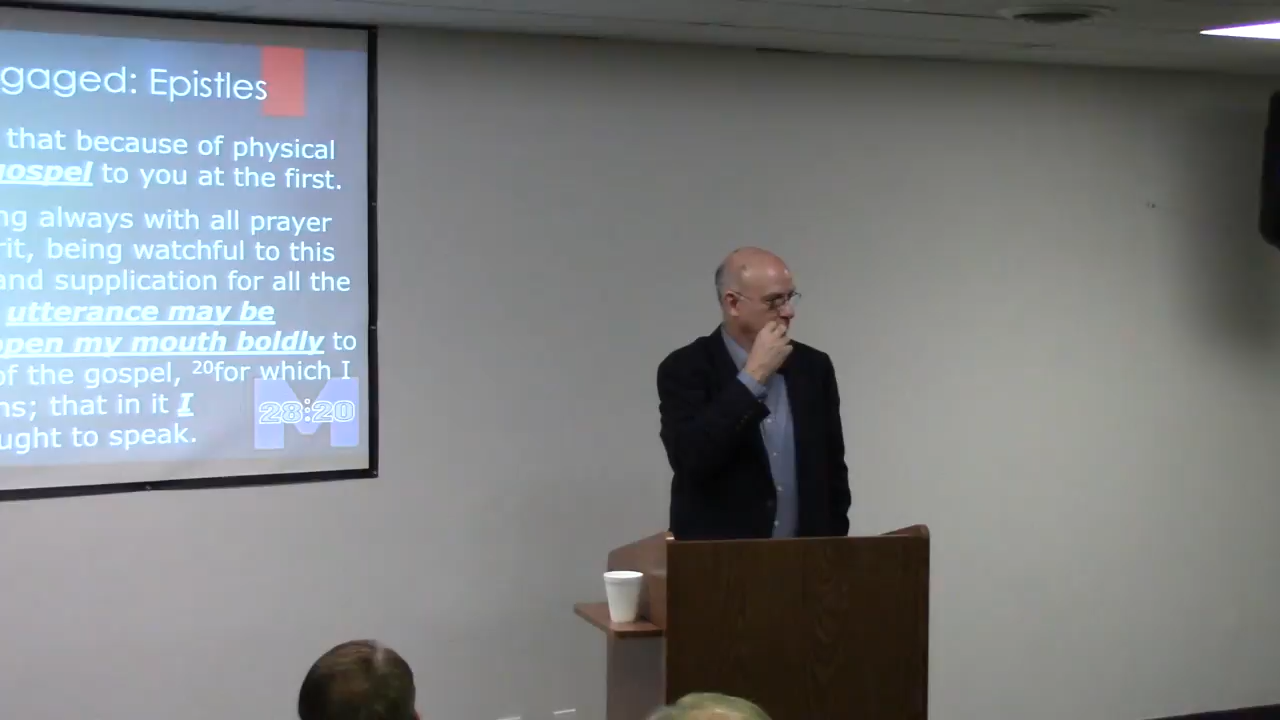 gaged: Epistles
that because of physical
gospel to you at the first.
ng always with all prayer
rit, being watchful to this
and supplication for all the
utterance may be
open my mouth boldly to
of the gospel, 20for which I
ns; that in it I
ught to speak.
28:20